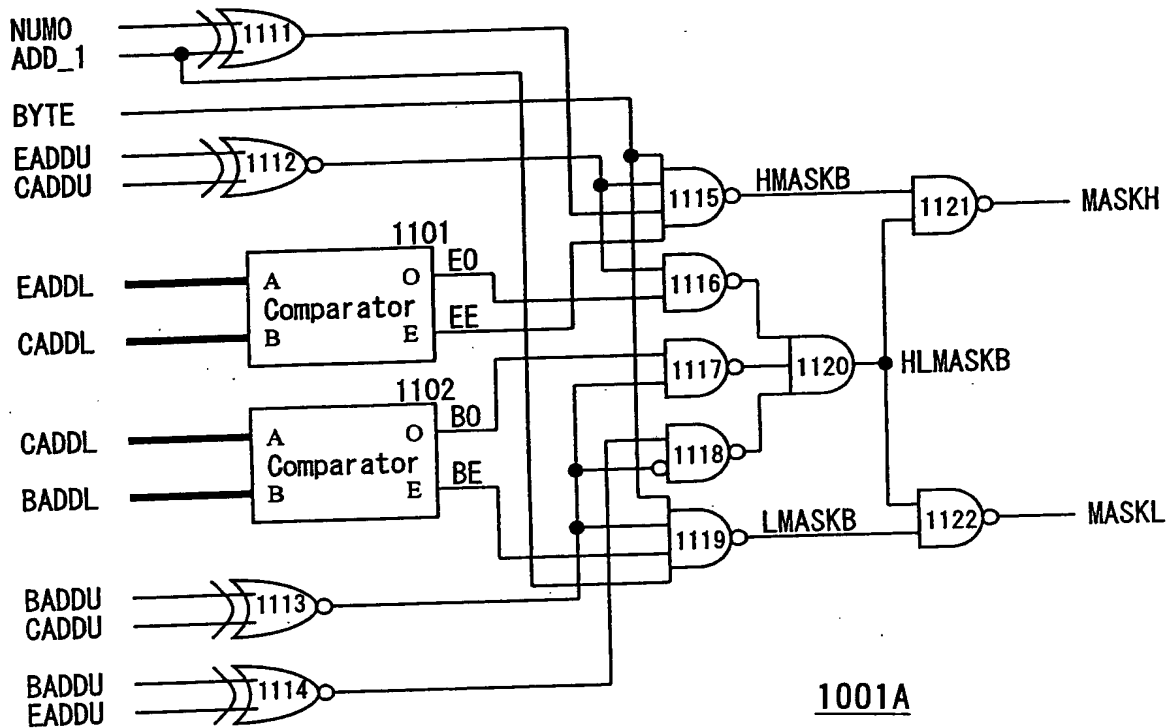 NUMO
ADD_1
1111
BYTE
EADDU
CADDU
1112
1115
HMASKB
1121
MASKH
1101
EADDL
CADDL
A
B
Comparator
O
E
EO
EE
1116
1117
1120
HLMASKB
1102
CADDL
BADDL
A
B
Comparator
O
E
BO
BE
1118
1119
LMASKB
1122
MASKL
BADDU
CADDU
1113
BADDU
EADDU
1114
1001A